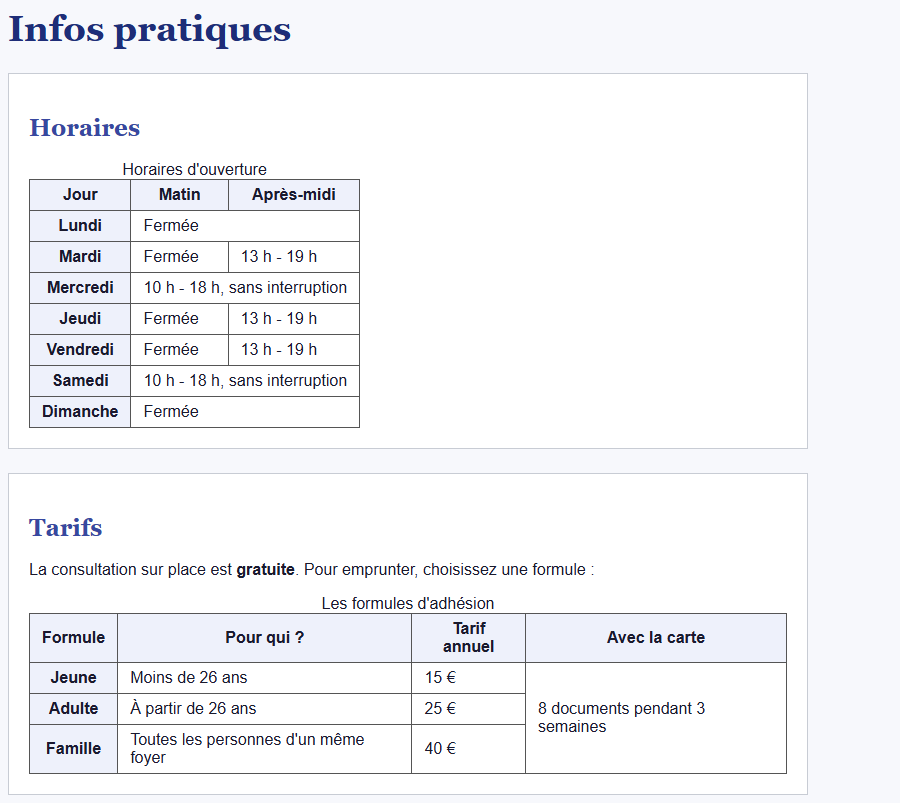 Infos pratiques
Horaires
Horaires d'ouverture
Jour Matin Après-midi
Lundi Fermée
Mardi Fermée 13 h - 19 h
Mercredi 10 h - 18 h, sans interruption
Jeudi Fermée 13 h - 19 h
Vendredi Fermée 13 h - 19 h
Samedi 10 h - 18 h, sans interruption
Dimanche Fermée
Tarifs
La consultation sur place est gratuite. Pour emprunter, choisissez une formule :
Les formules d'adhésion
Formule Pour qui ? Tarif annuel Avec la carte
Jeune Moins de 26 ans 15 €
Adulte À partir de 26 ans 25 € 8 documents pendant 3 semaines
Famille Toutes les personnes d'un même foyer 40 €